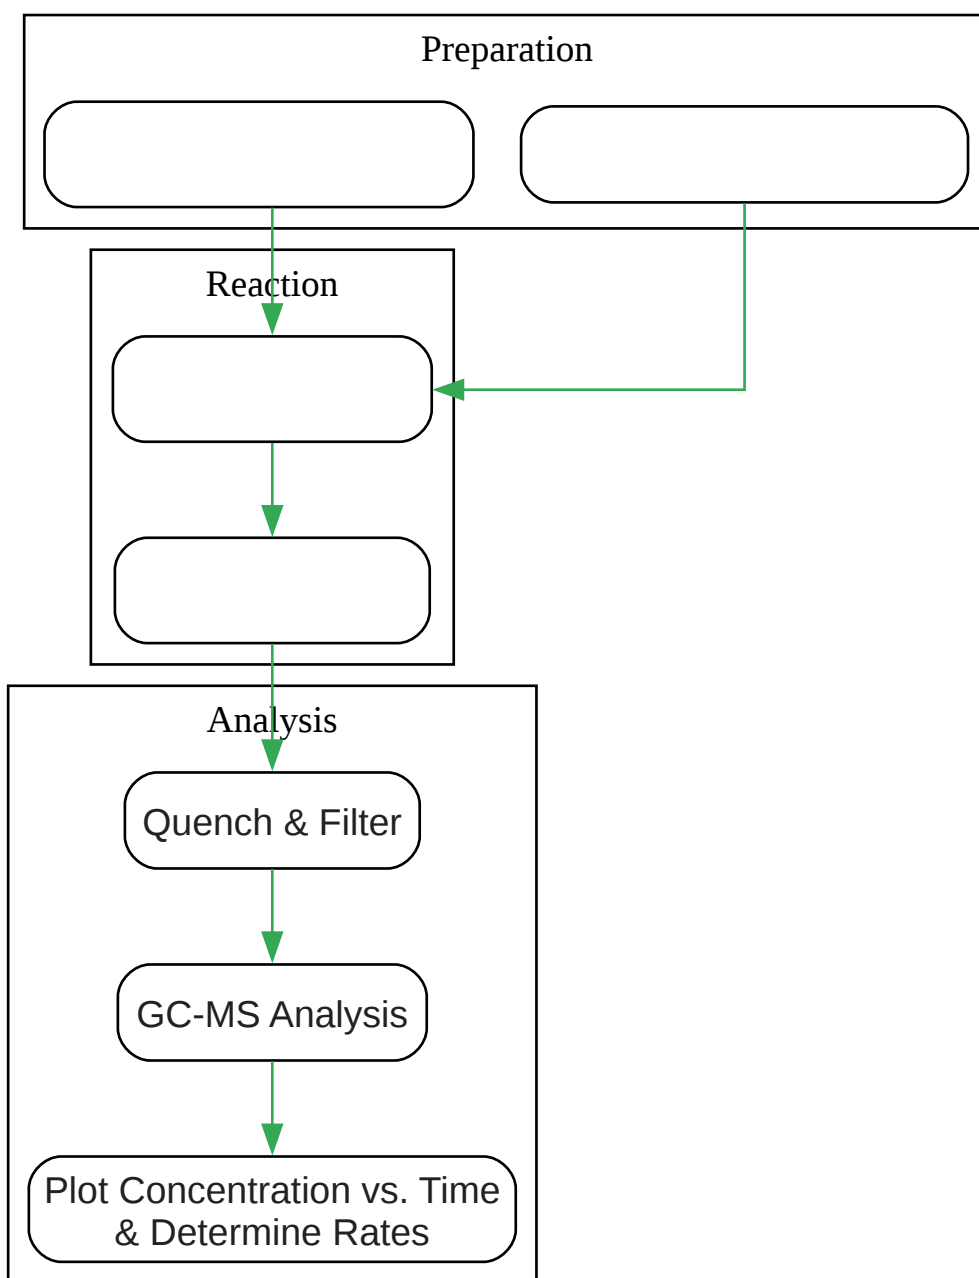 Preparation
Reaction
Analysis
Quench & Filter
GC-MS Analysis
Plot Concentration vs. Time
& Determine Rates